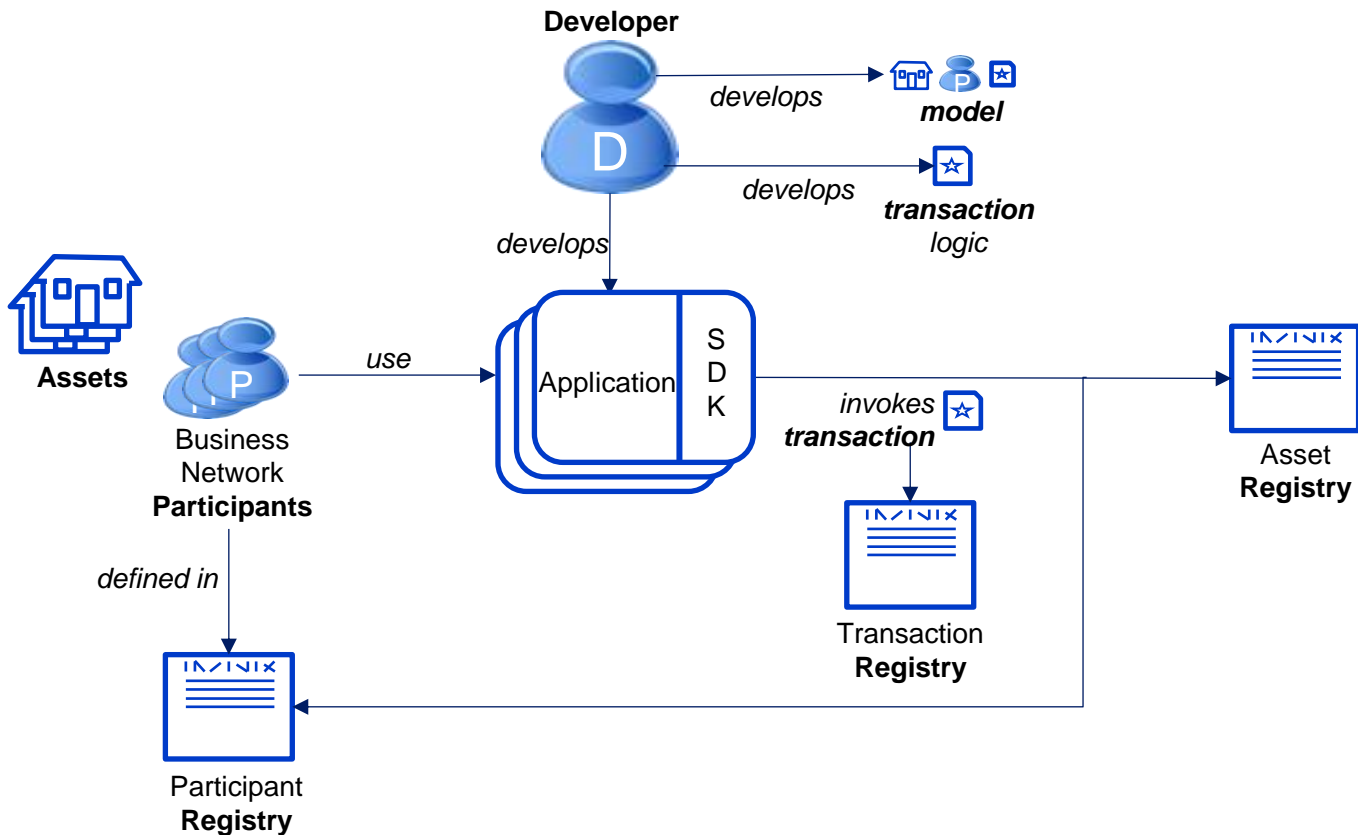 Developer
D
develops
P
model
develops
transaction
logic
develops
Assets
P
Business
Network
Participants
use
Application
S
D
K
invokes
transaction
Asset
Registry
defined in
Transaction
Registry
Participant
Registry